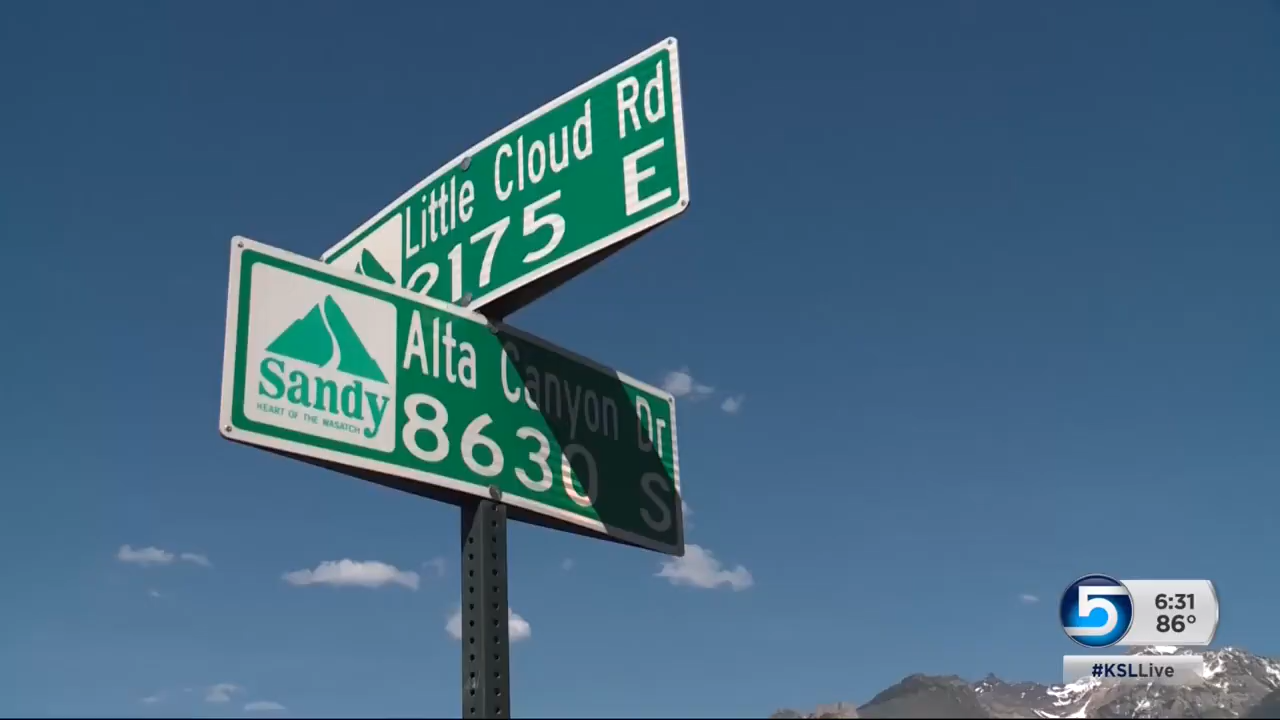 Little Cloud Rd
2175 E
Alta Canyon Dr
8630 S
Sandy
HEART OF THE WASATCH
5
6:31
86°
#KSLLive